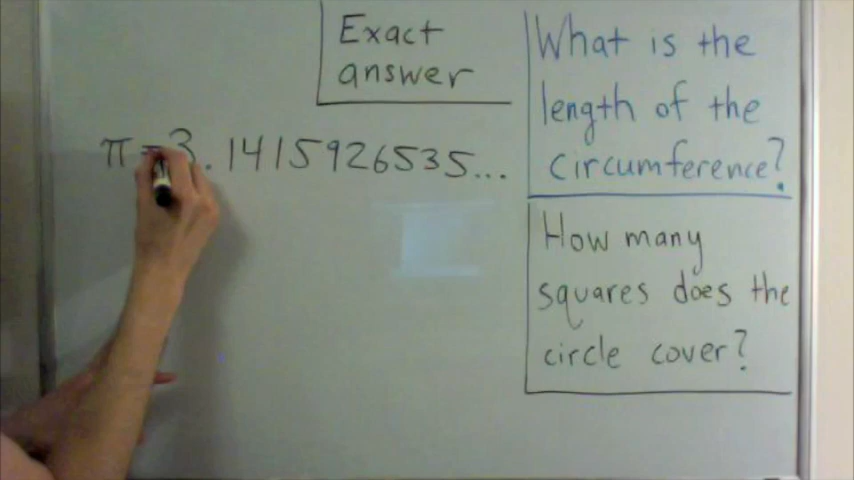 Exact
answer
π = 3.1415926535...
What is the
length of the
circumference?
How many
squares does the
circle cover?